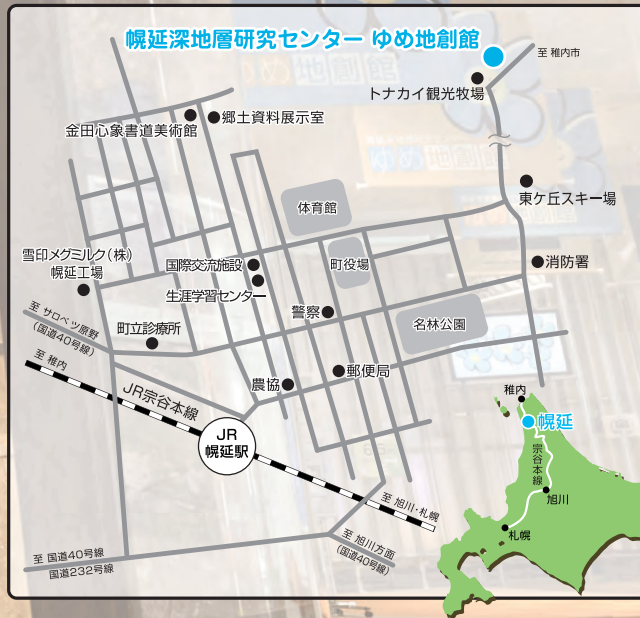 幌延深地層研究センター ゆめ地創館
至 稚内市
トナカイ観光牧場
金田心象書道美術館
郷土資料展示室
東ケ丘スキー場
体育館
雪印メグミルク(株)
幌延工場
国際交流施設
町役場
消防署
生涯学習センター
至 サロベツ原野
(国道40号線)
町立診療所
警察
名林公園
至 稚内
JR宗谷本線
農協
郵便局
稚内
幌延
JR
幌延駅
宗谷本線
旭川
至 旭川・札幌
札幌
至 旭川方面
(国道40号線)
至 国道40号線
国道232号線